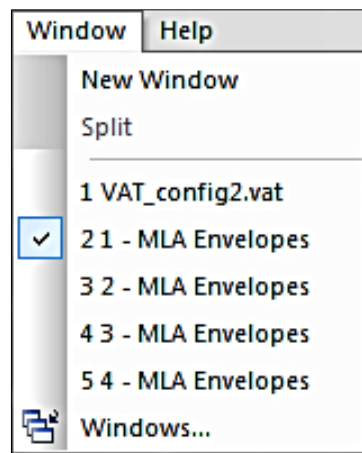 Window Help
New Window
Split
1 VAT_config2.vat
2 1 - MLA Envelopes
3 2 - MLA Envelopes
4 3 - MLA Envelopes
5 4 - MLA Envelopes
Windows...